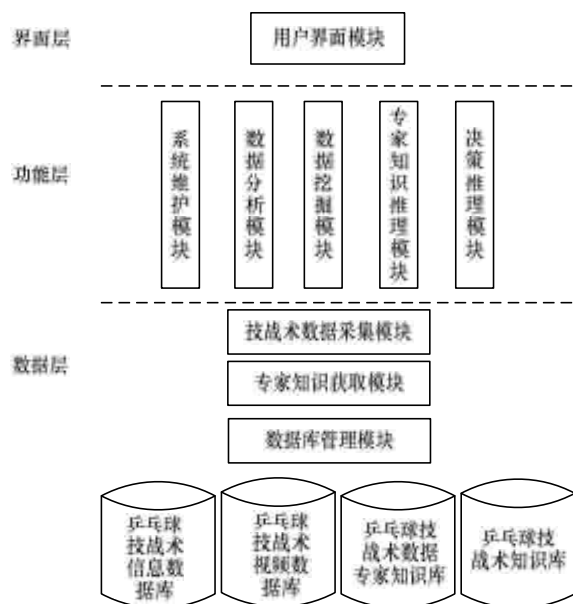 界面层
用户界面模块
功能层
系统维护模块
数据分析模块
数据挖掘模块
专家知识推理模块
决策推理模块
数据层
技战术数据采集模块
专家知识获取模块
数据库管理模块
乒乓球
技战术
信息数
据库
乒乓球
技战术
视频数
据库
乒乓球技
战术数据
专家知识库
乒乓球技
战术知识库